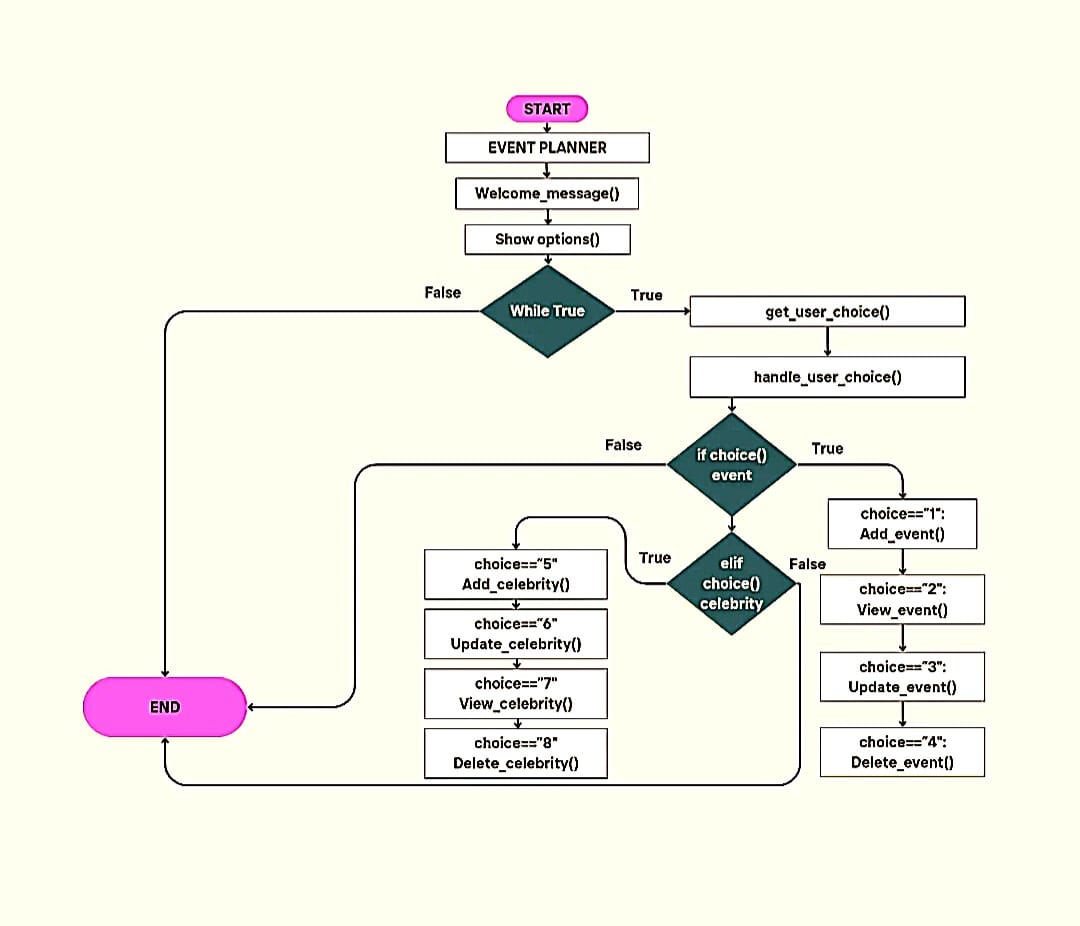 START
EVENT PLANNER
Welcome_message()
Show options()
False
While True
True
get_user_choice()
handle_user_choice()
False
if choice()
event
True
choice=="1":
Add_event()
choice=="5"
Add_celebrity()
True
elif
choice()
celebrity
False
choice=="2":
View_event()
choice=="6"
Update_celebrity()
choice=="3":
Update_event()
choice=="7"
View_celebrity()
END
choice=="8"
Delete_celebrity()
choice=="4":
Delete_event()